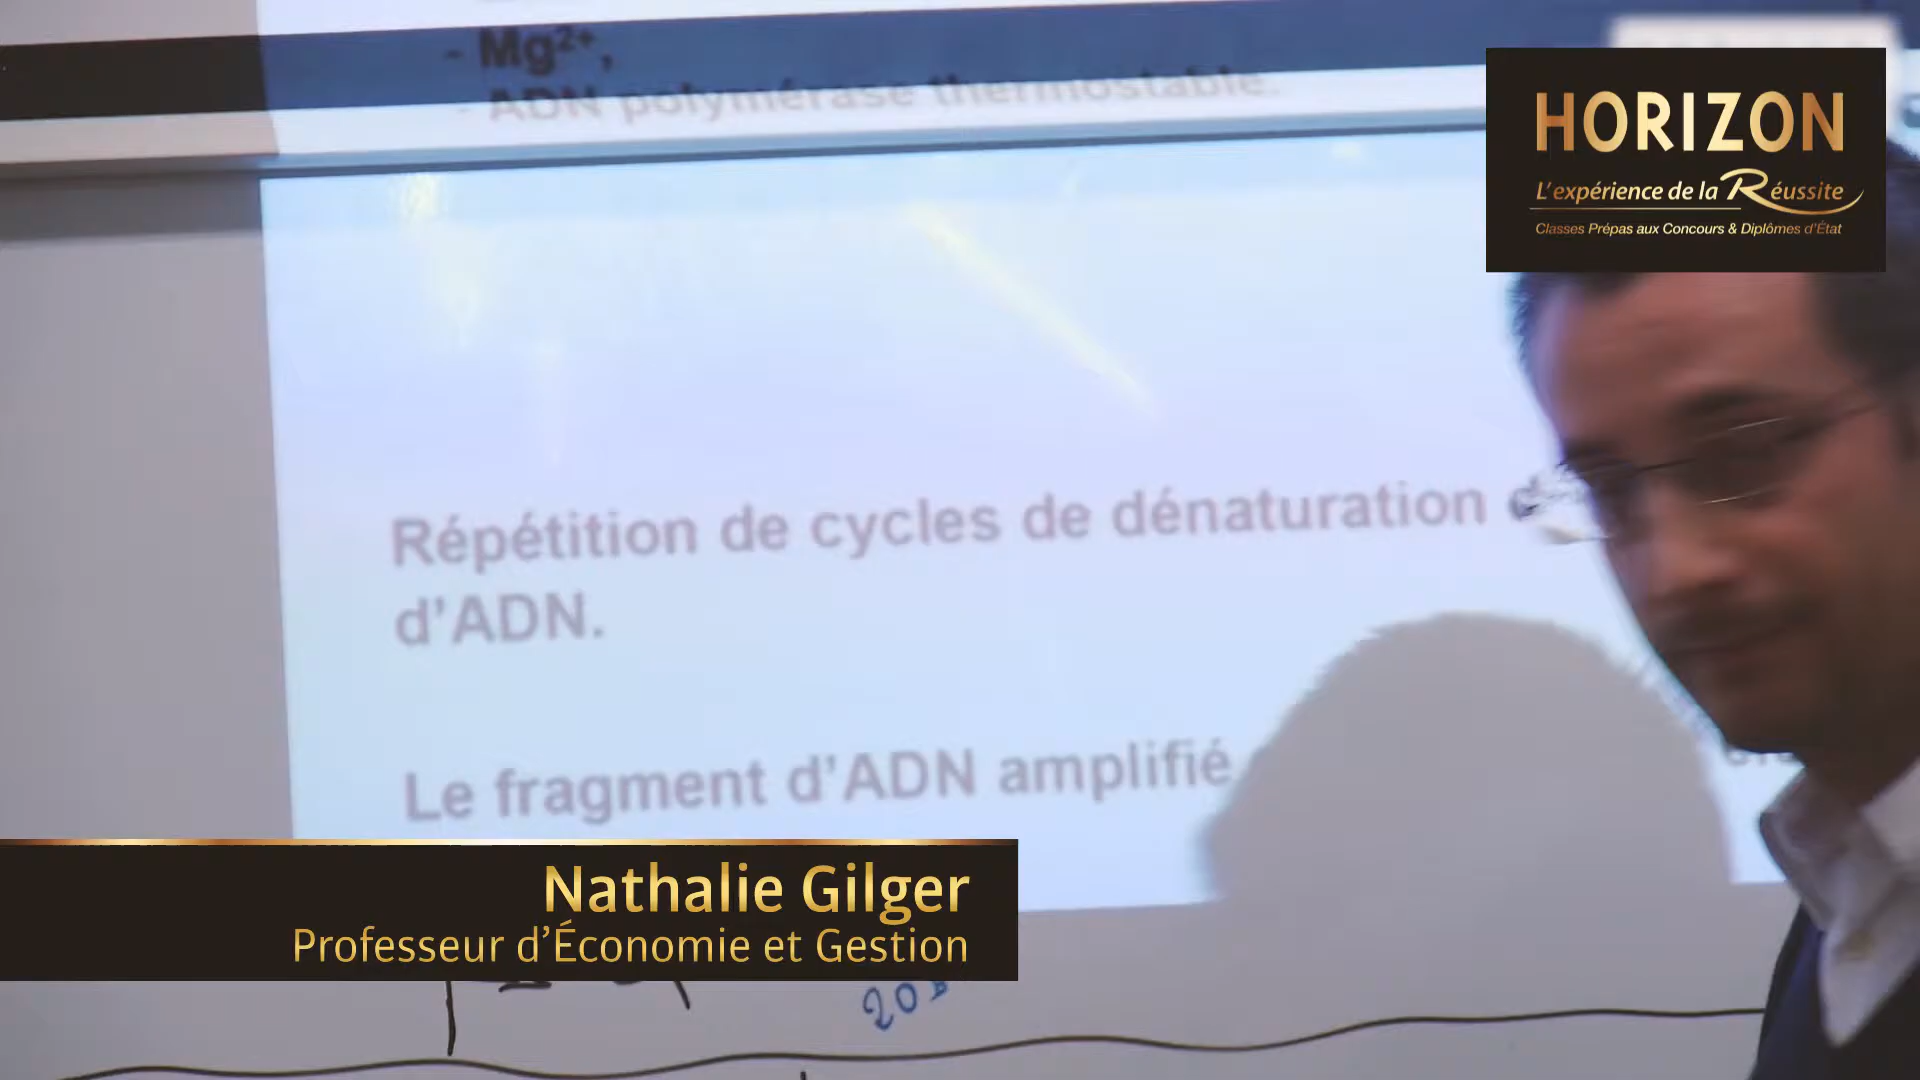 - Mg²⁺,
- ADN polymérase thermostable.
HORIZON
L'expérience de la Réussite
Classes Prépas aux Concours & Diplômes d'État
Répétition de cycles de dénaturation
d'ADN.
Le fragment d'ADN amplifié
Nathalie Gilger
Professeur d'Économie et Gestion
20